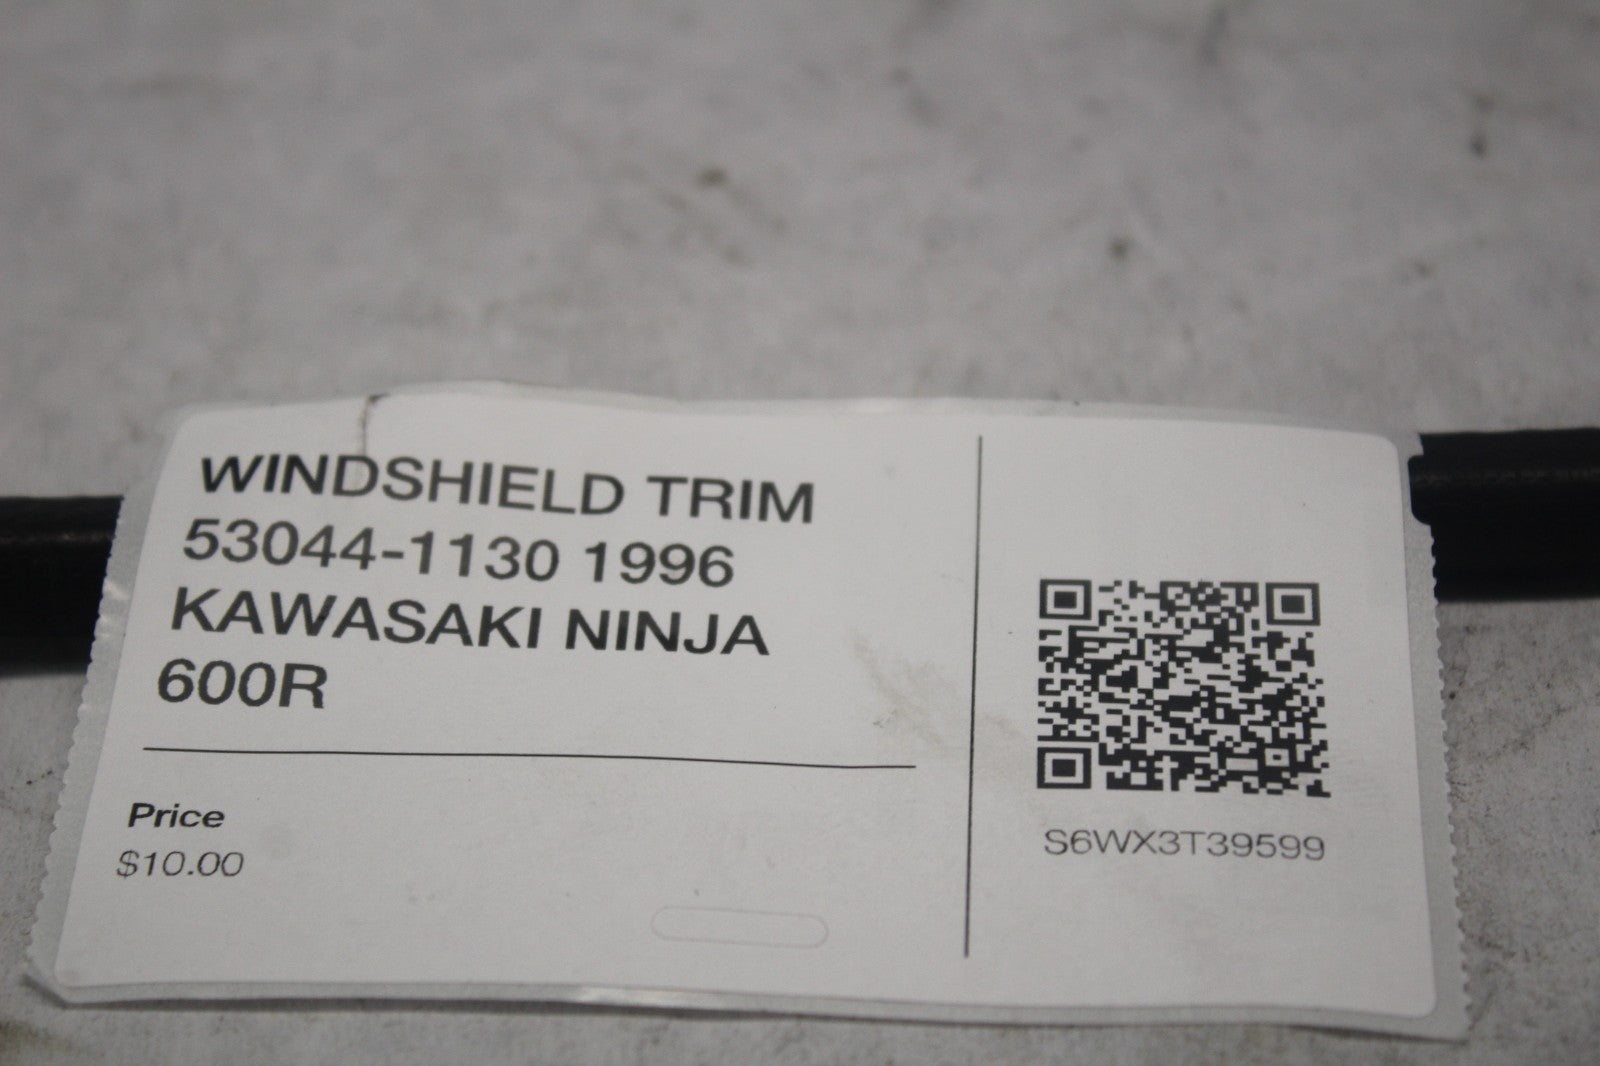 WINDSHIELD TRIM
53044-1130 1996
KAWASAKI NINJA
600R
Price
$10.00
S6WX3T39599